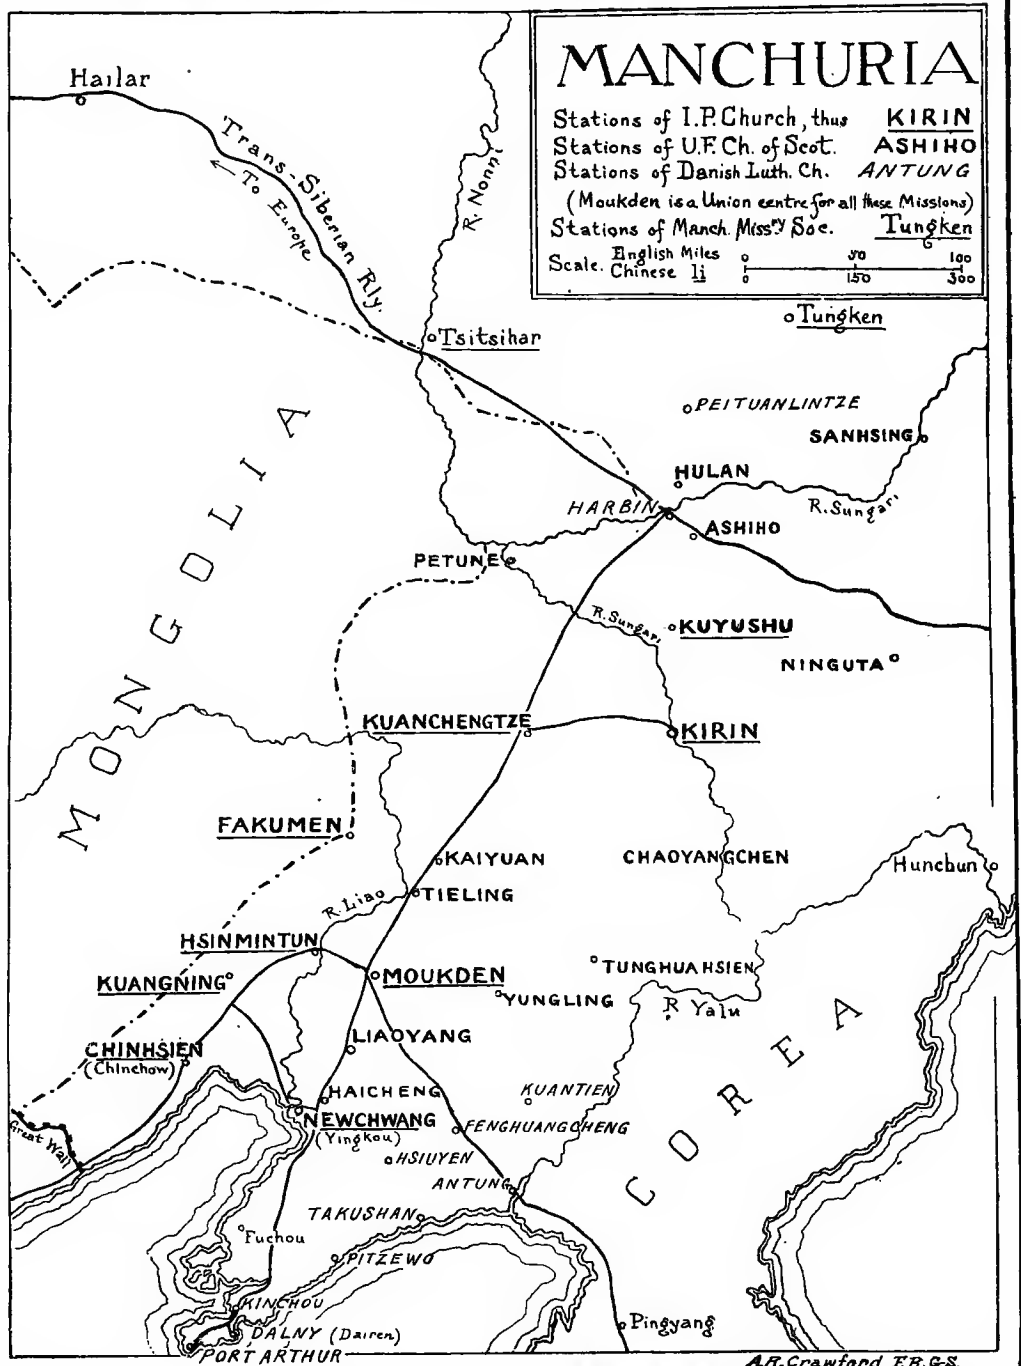 MANCHURIA
Stations of I.P. Church, thus KIRIN
Stations of U.F. Ch. of Scot. ASHIHO
Stations of Danish Luth. Ch. ANTUNG
(Moukden is a Union centre for all these Missions)
Stations of Manch. Missry Soc. Tungken
Scale. English Miles 0 50 100
Chinese li 0 150 300
Hailar
Trans-Siberian Rly.
To Europe
R. Nonni
Tungken
Tsitsihar
PEITUANLINTZE
SANHSING
HULAN
HARBIN
R. Sungari
ASHIHO
PETUNE
R. Sungari
KUYUSHU
NINGUTA
MONGOLIA
KUANCHENGTZE
KIRIN
FAKUMEN
KAIYUAN
CHAOYANGCHEN
Hunchun
TIELING
R. Liao
HSINMINTUN
KUANGNING
MOUKDEN
TUNGHUAHSIEN
YUNGLING
R. Yalu
COREA
LIAOYANG
CHINHSIEN
(Chinchow)
HAICHENG
KUANTIEN
NEWCHWANG
(Yingkou)
FENGHUANGCHENG
Great Wall
HSIUYEN
ANTUNG
TAKUSHAN
Fuchou
PITZEWO
KINCHOU
DALNY (Dairen)
PORT ARTHUR
Pingyang
A.R. Crawford F.R.G.S.